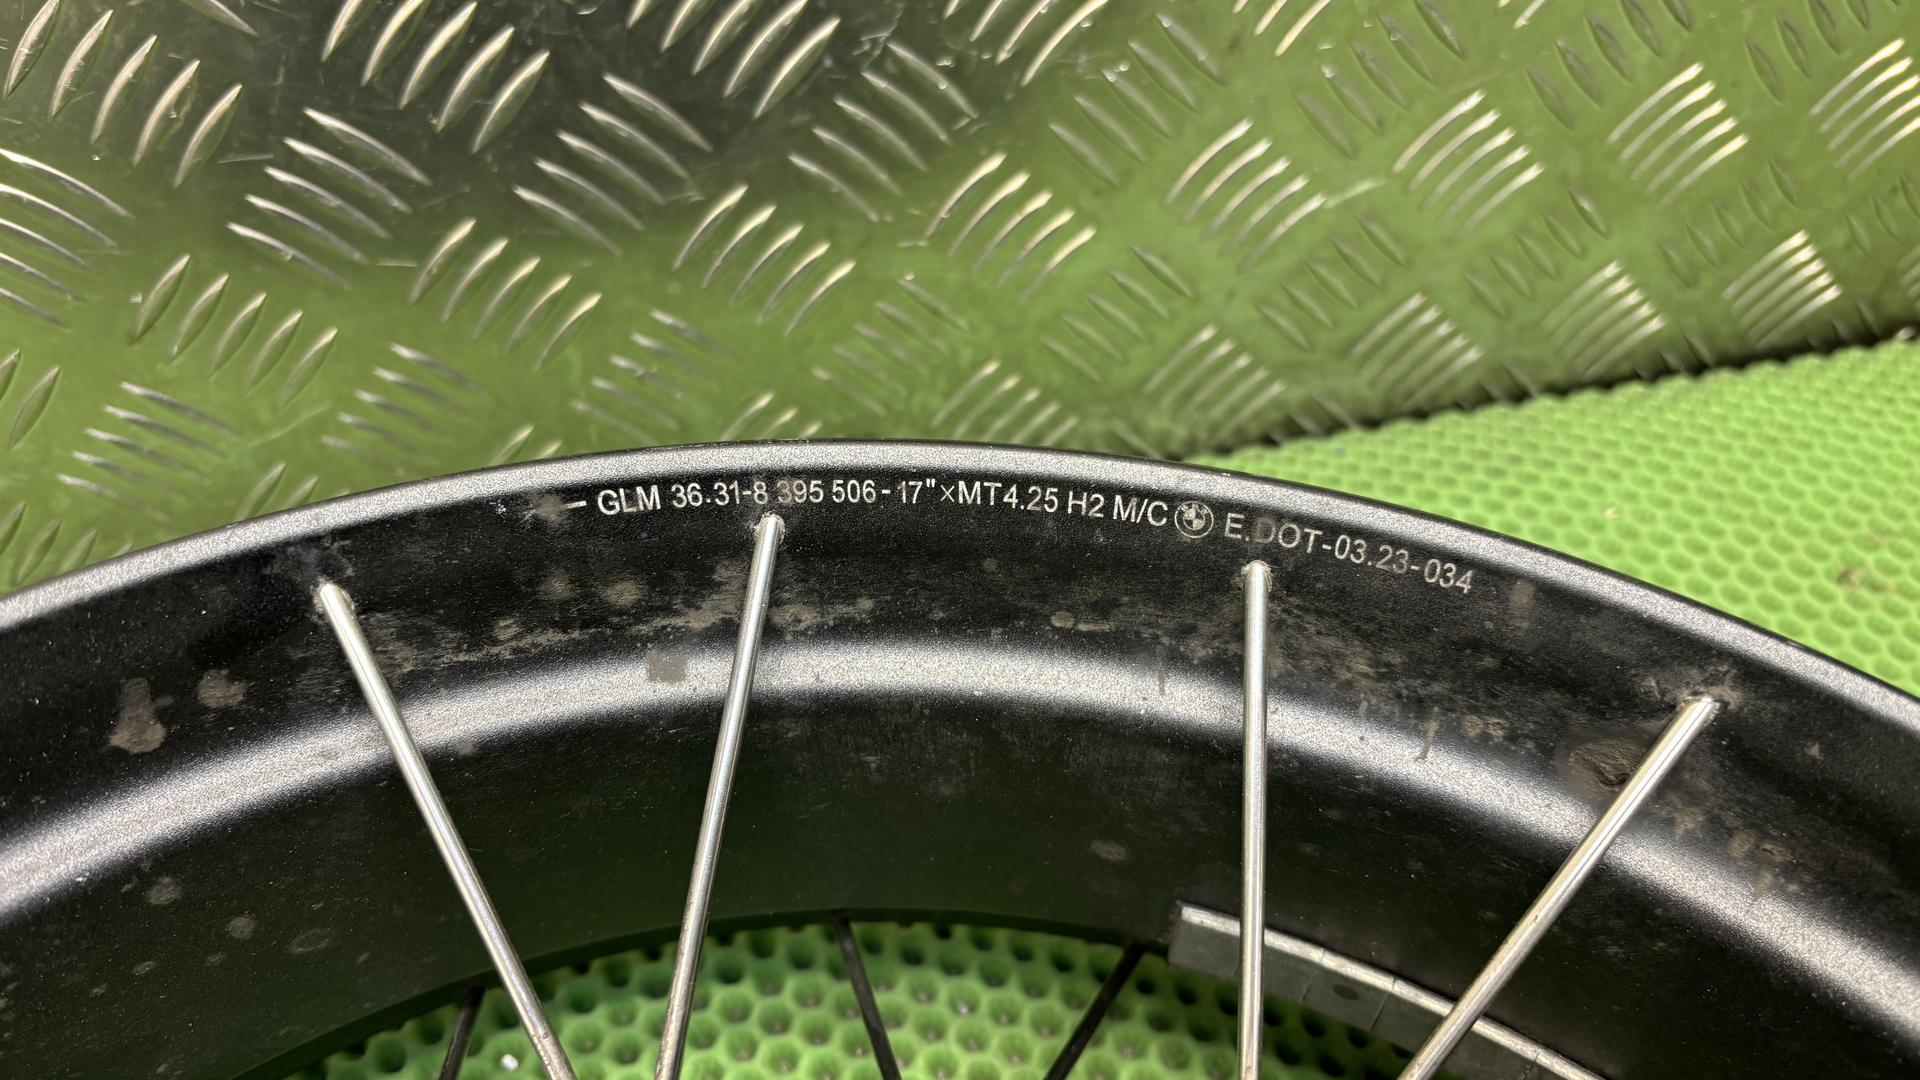 – GLM 36.31-8 395 506 - 17"×MT4.25 H2 M/C E.DOT-03.23-034